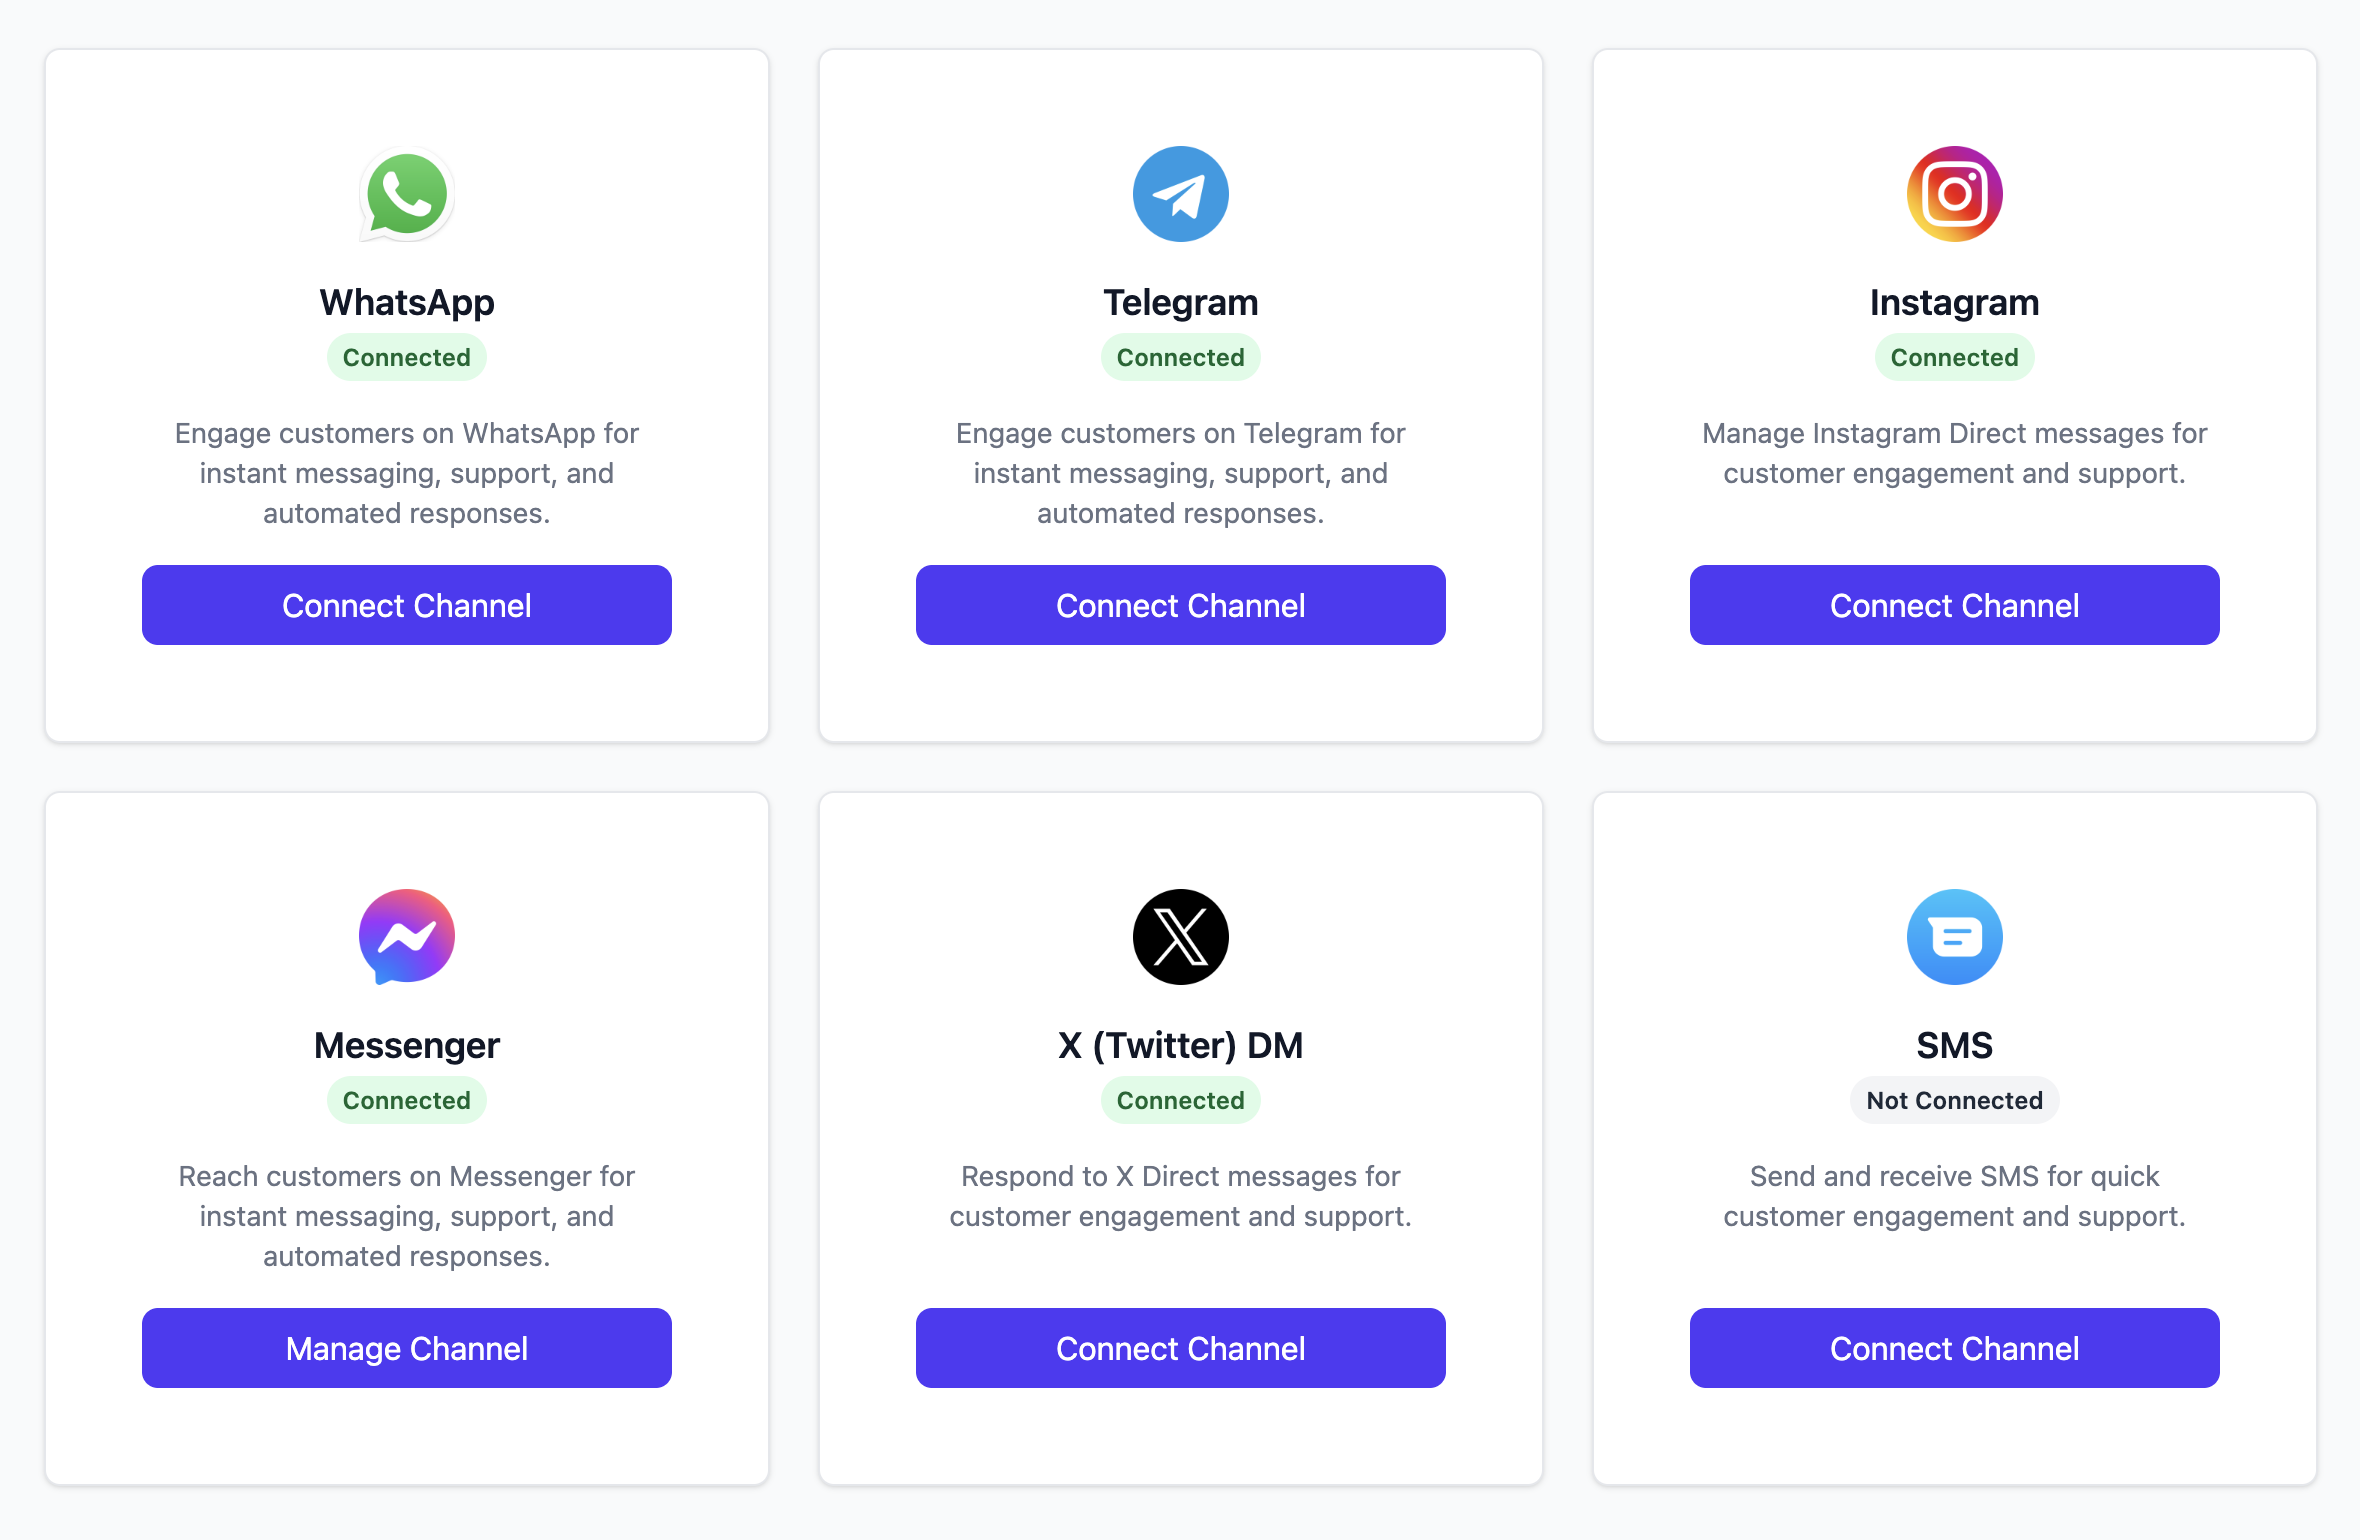 WhatsApp
Connected
Engage customers on WhatsApp for
instant messaging, support, and
automated responses.
Connect Channel
Telegram
Connected
Engage customers on Telegram for
instant messaging, support, and
automated responses.
Connect Channel
Instagram
Connected
Manage Instagram Direct messages for
customer engagement and support.
Connect Channel
Messenger
Connected
Reach customers on Messenger for
instant messaging, support, and
automated responses.
Manage Channel
X (Twitter) DM
Connected
Respond to X Direct messages for
customer engagement and support.
Connect Channel
SMS
Not Connected
Send and receive SMS for quick
customer engagement and support.
Connect Channel